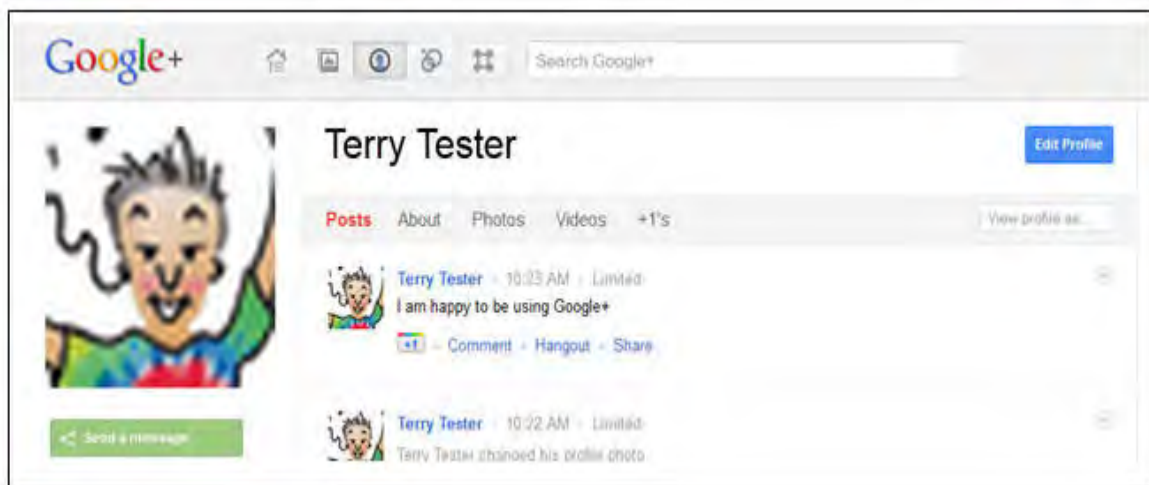 Google+
Search Google+
Terry Tester
Edit Profile
Posts About Photos Videos +1's
View profile as...
Terry Tester - 10:23 AM - Limited
I am happy to be using Google+
+1 - Comment - Hangout - Share
Send a message
Terry Tester - 10:22 AM - Limited
Terry Tester changed his profile photo